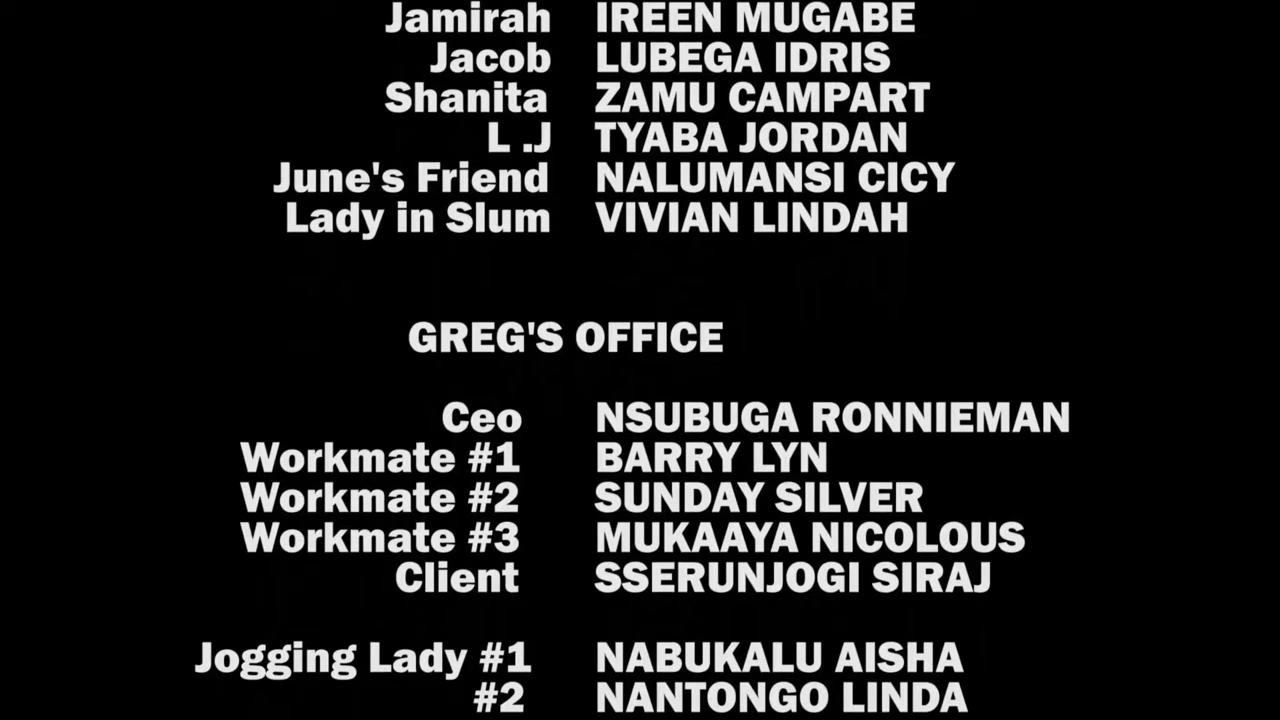 Jamirah IREEN MUGABE
Jacob LUBEGA IDRIS
Shanita ZAMU CAMPART
L .J TYABA JORDAN
June's Friend NALUMANSI CICY
Lady in Slum VIVIAN LINDAH
GREG'S OFFICE
Ceo NSUBUGA RONNIEMAN
Workmate #1 BARRY LYN
Workmate #2 SUNDAY SILVER
Workmate #3 MUKAAYA NICOLOUS
Client SSERUNJOGI SIRAJ
Jogging Lady #1 NABUKALU AISHA
#2 NANTONGO LINDA